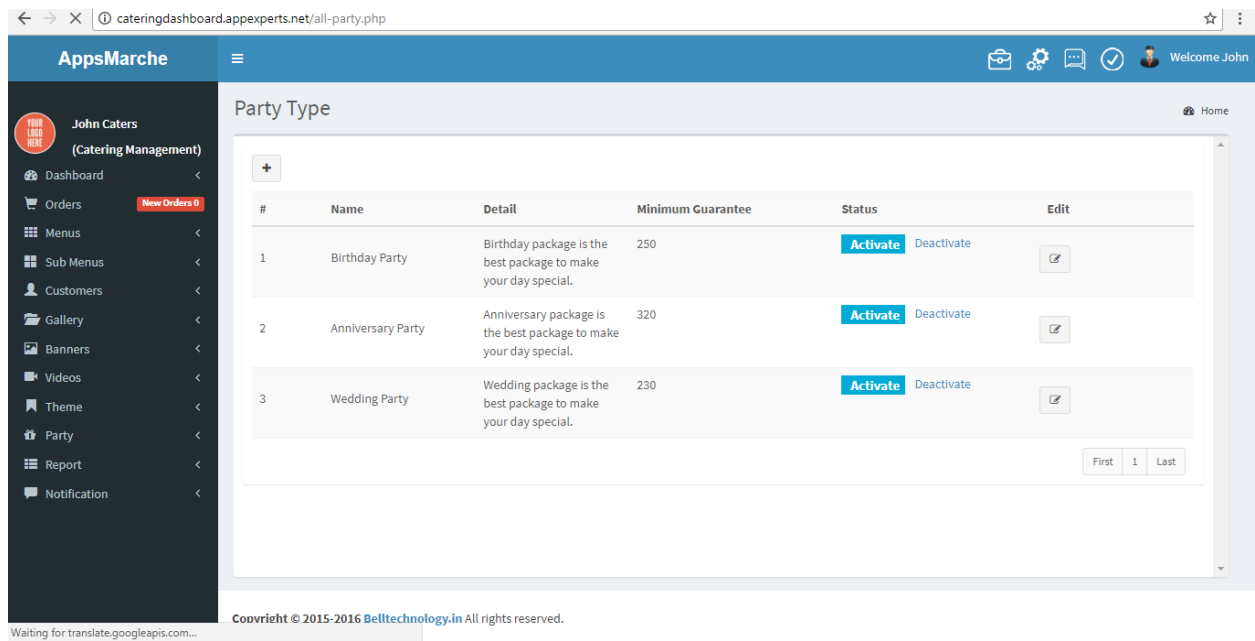 cateringdashboard.appexperts.net/all-party.php
AppsMarche
Welcome John
YOUR
LOGO
HERE
John Caters
(Catering Management)
Dashboard
Orders New Orders 0
Menus
Sub Menus
Customers
Gallery
Banners
Videos
Theme
Party
Report
Notification
Party Type
Home
+
# Name Detail Minimum Guarantee Status Edit
1 Birthday Party Birthday package is the 250 Activate Deactivate
best package to make
your day special.
2 Anniversary Party Anniversary package is 320 Activate Deactivate
the best package to make
your day special.
3 Wedding Party Wedding package is the 230 Activate Deactivate
best package to make
your day special.
First 1 Last
Copyright © 2015-2016 Belltechnology.in All rights reserved.
Waiting for translate.googleapis.com...